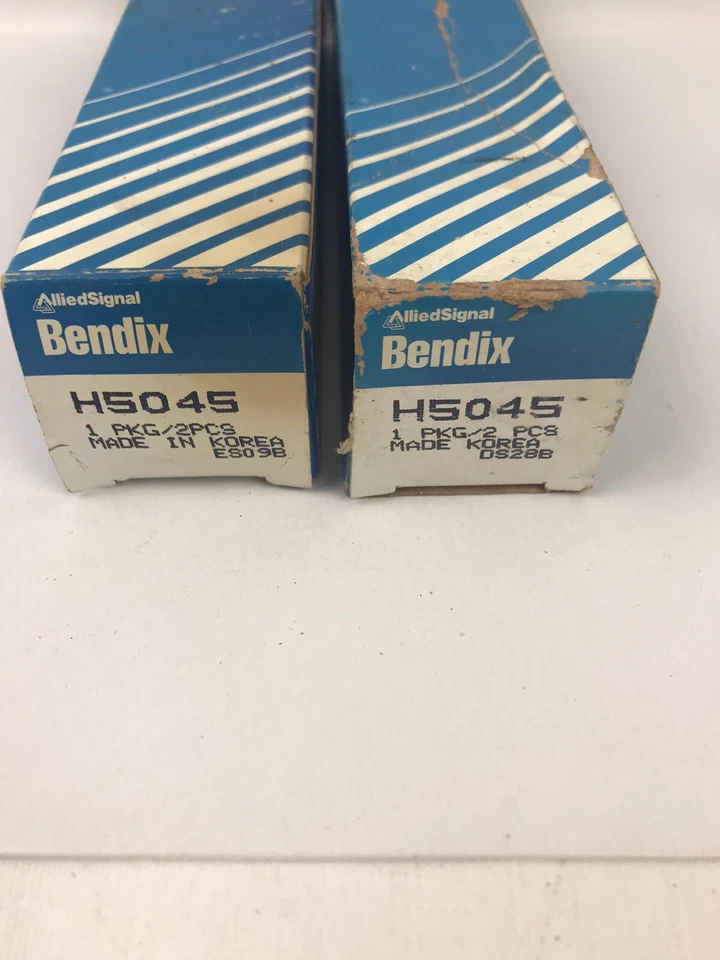 AlliedSignal
Bendix
H5045
1 PKG/2PCS
MADE IN KOREA
ES09B
AlliedSignal
Bendix
H5045
1 PKG/2 PCS
MADE KOREA
DS28B